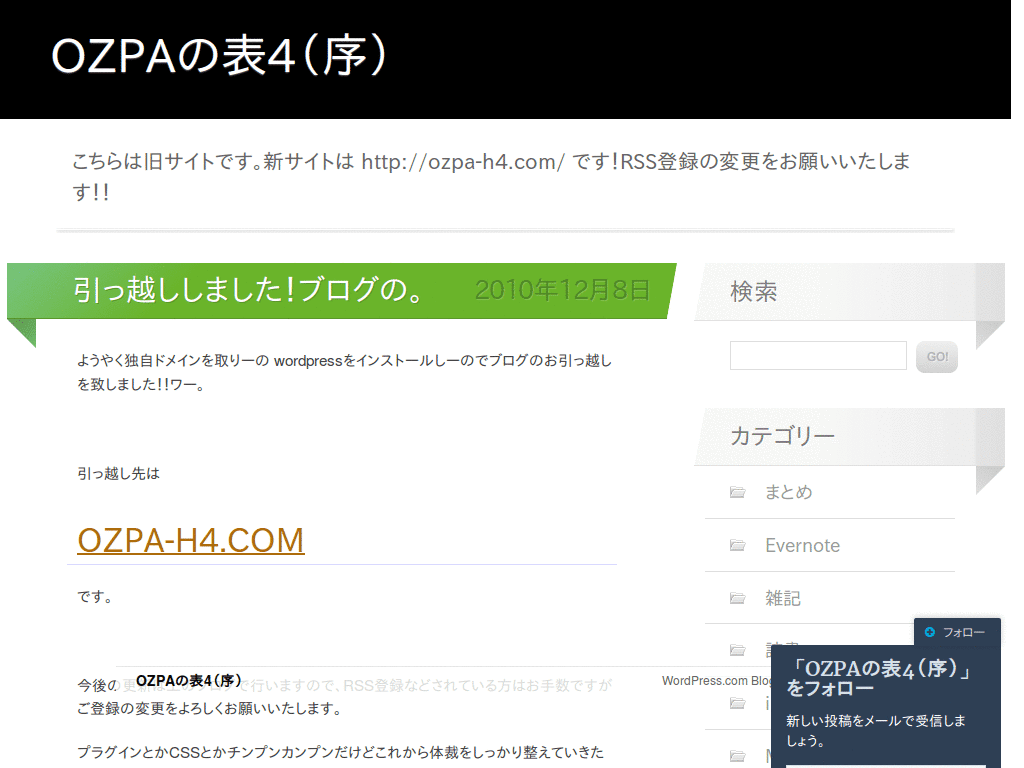 OZPAの表4(序)
こちらは旧サイトです。新サイトは http://ozpa-h4.com/ です!RSS登録の変更をお願いいたしま
す!!
引っ越ししました!ブログの。
2010年12月8日
ようやく独自ドメインを取りーの wordpressをインストールしーのでブログのお引っ越し
を致しました!!ワー。
引っ越し先は
OZPA-H4.COM
です。
今後の更新は上のブログで行いますので、RSS登録などされている方はお手数ですが
ご登録の変更をよろしくお願いいたします。
プラグインとかCSSとかチンプンカンプンだけどこれから体裁をしっかり整えていきた
検索
GO!
カテゴリー
まとめ
Evernote
雑記
OZPAの表4(序)
WordPress.com Blog
フォロー
「OZPAの表4(序)」
をフォロー
新しい投稿をメールで受信しま
しょう。